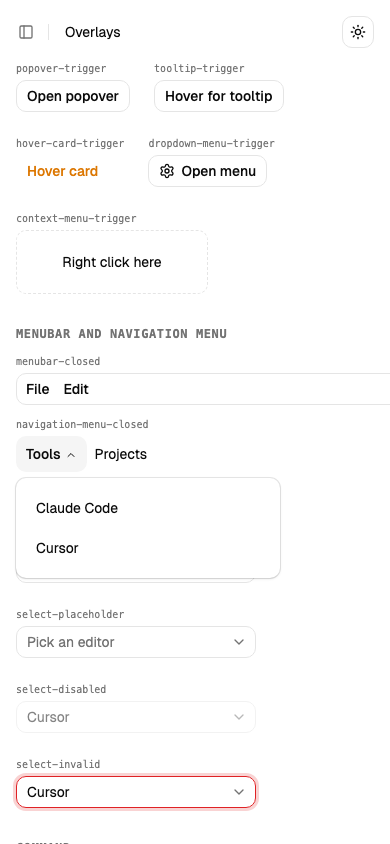 Overlays
popover-trigger
tooltip-trigger
Open popover
Hover for tooltip
hover-card-trigger
dropdown-menu-trigger
Hover card
Open menu
context-menu-trigger
Right click here
MENUBAR AND NAVIGATION MENU
menubar-closed
File Edit
navigation-menu-closed
Tools Projects
Claude Code
Cursor
select-placeholder
Pick an editor
select-disabled
Cursor
select-invalid
Cursor